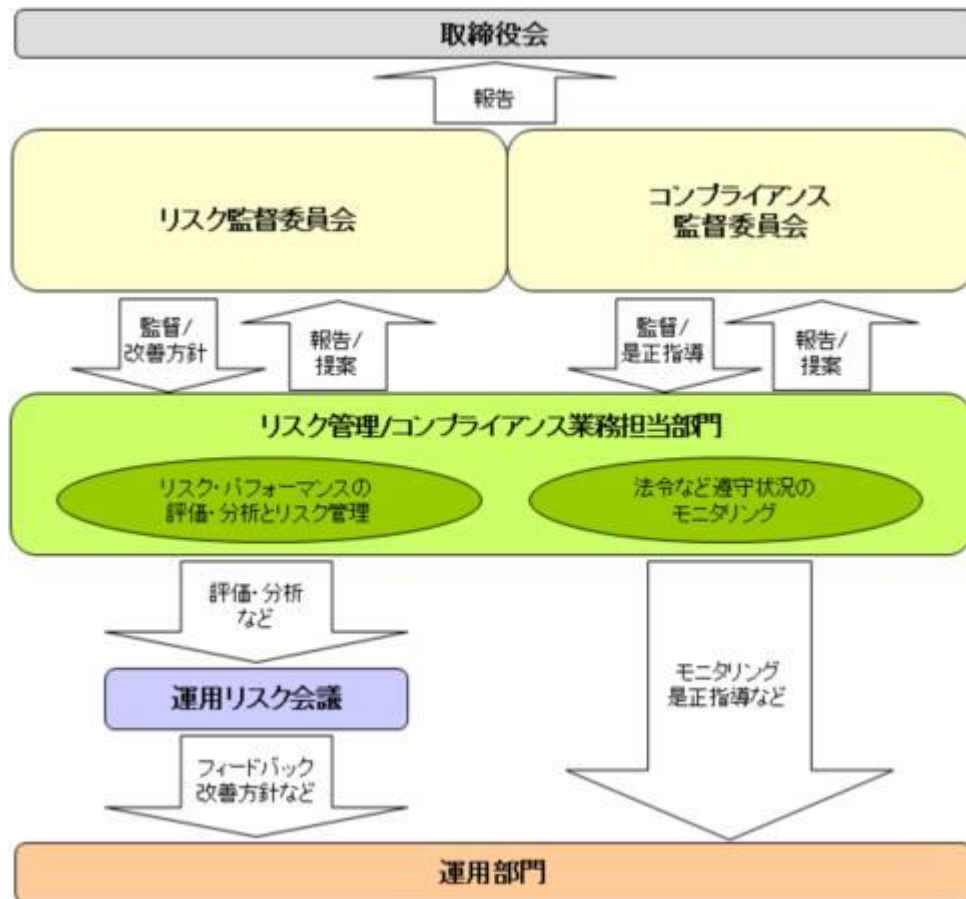 取締役会
報告
リスク監督委員会
コンプライアンス
監督委員会
監督/
改善方針
報告/
提案
監督/
是正指導
報告/
提案
リスク管理/コンプライアンス業務担当部門
リスク・パフォーマンスの
評価・分析とリスク管理
法令など遵守状況の
モニタリング
評価・分析
など
運用リスク会議
モニタリング
是正指導など
フィードバック
改善方針など
運用部門